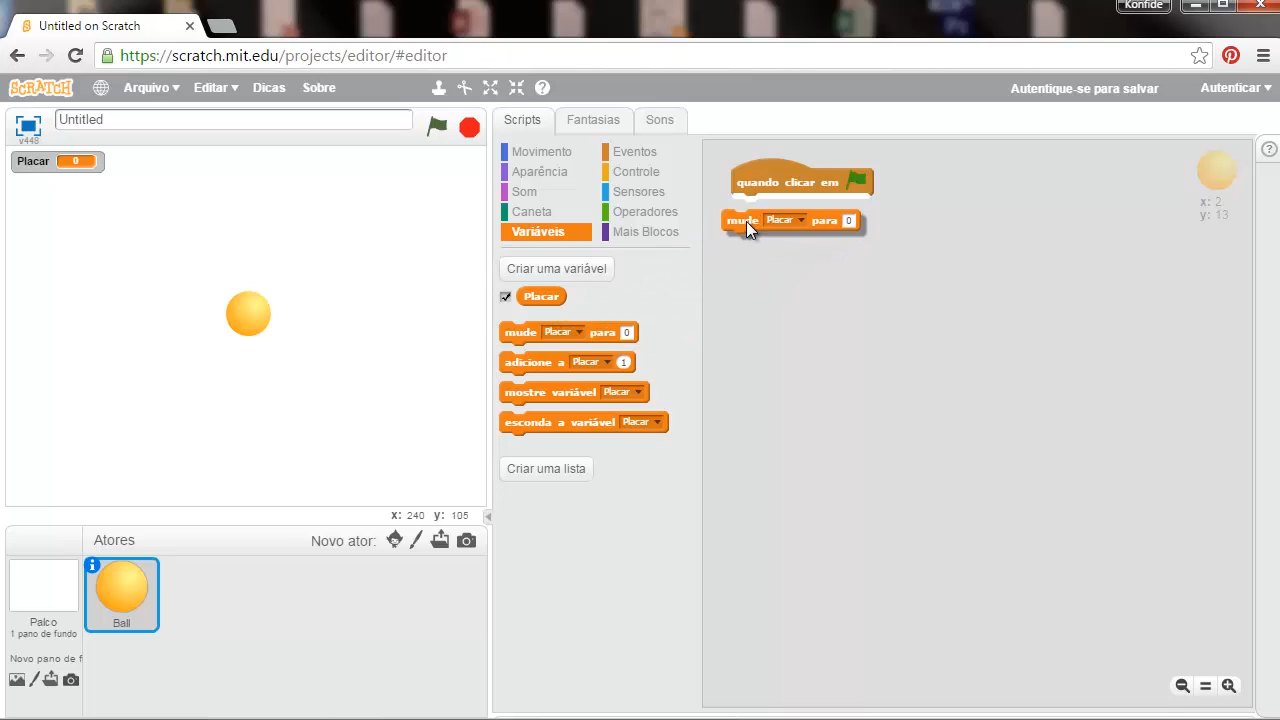 Konfide
Untitled on Scratch
https://scratch.mit.edu/projects/editor/#editor
SCRATCH
Arquivo
Editar
Dicas
Sobre
Autentique-se para salvar
Autenticar
v448
Untitled
Placar 0
x: 240 y: 105
Atores
Novo ator:
Palco
1 pano de fundo
Novo pano de f
Ball
Scripts
Fantasias
Sons
Movimento
Aparência
Som
Caneta
Variáveis
Eventos
Controle
Sensores
Operadores
Mais Blocos
Criar uma variável
Placar
mude Placar para 0
adicione a Placar 1
mostre variável Placar
esconda a variável Placar
Criar uma lista
quando clicar em
mude Placar para 0
x: 2
y: 13